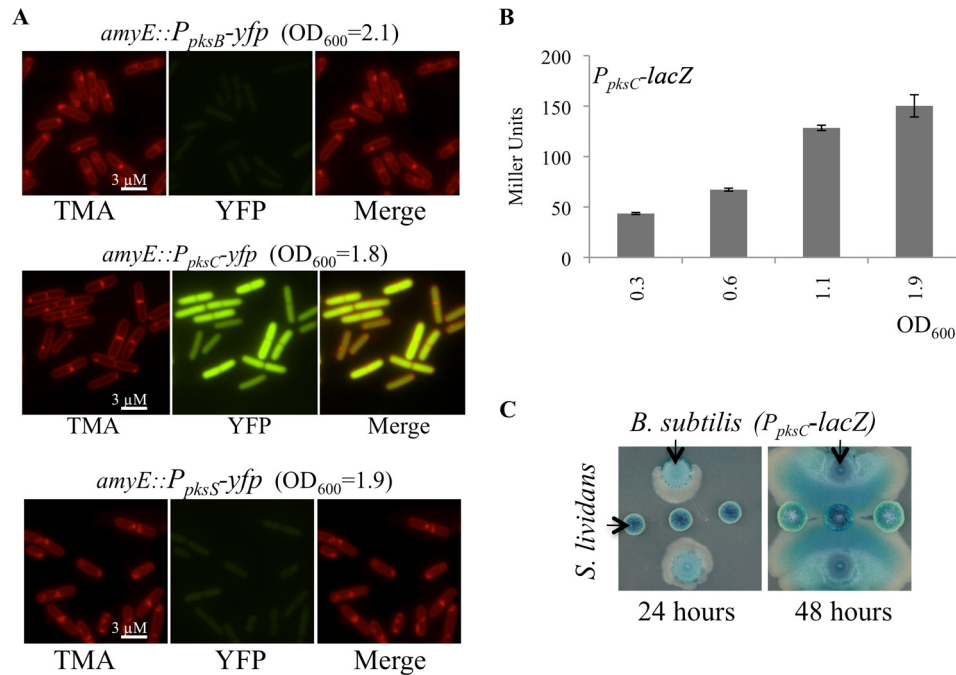 A
amyE::PpksB-yfp (OD600=2.1)
3 µM
TMA YFP Merge
amyE::PpksC-yfp (OD600=1.8)
3 µM
TMA YFP Merge
amyE::PpksS-yfp (OD600=1.9)
3 µM
TMA YFP Merge
B
PpksC-lacZ
Miller Units
200
150
100
50
0
0.3 0.6 1.1 1.9
OD600
C
B. subtilis (PpksC-lacZ)
S. lividans
24 hours 48 hours